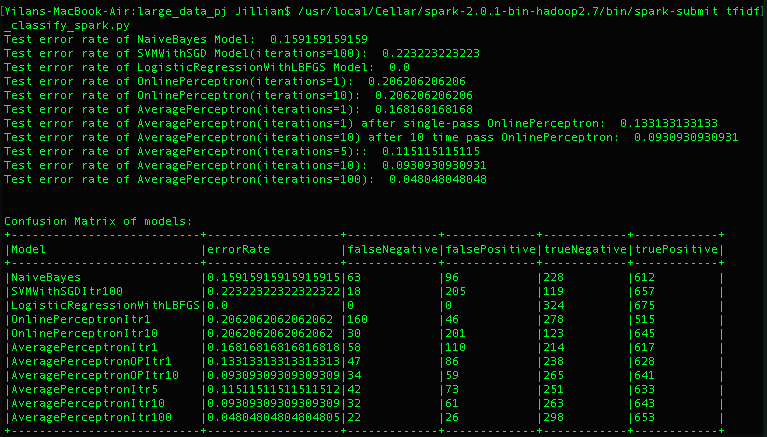 [Yilans-MacBook-Air:large_data_pj Jillian$ /usr/local/Cellar/spark-2.0.1-bin-hadoop2.7/bin/spark-submit tfidf]
_classify_spark.py
Test error rate of NaiveBayes Model:  0.159159159159
Test error rate of SVMWithSGD Model(iterations=100):  0.223223223223
Test error rate of LogisticRegressionWithLBFGS Model:  0.0
Test error rate of OnlinePerceptron(iterations=1):  0.206206206206
Test error rate of OnlinePerceptron(iterations=10):  0.206206206206
Test error rate of AveragePerceptron(iterations=1):  0.168168168168
Test error rate of AveragePerceptron(iterations=1) after single-pass OnlinePerceptron:  0.133133133133
Test error rate of AveragePerceptron(iterations=10) after 10 time pass OnlinePerceptron:  0.0930930930931
Test error rate of AveragePerceptron(iterations=5)::  0.115115115115
Test error rate of AveragePerceptron(iterations=10):  0.0930930930931
Test error rate of AveragePerceptron(iterations=100):  0.048048048048
Confusion Matrix of models:
+--------------------------+-------------------+-------------+-------------+------------+------------+
|Model |errorRate |falseNegative|falsePositive|trueNegative|truePositive|
+--------------------------+-------------------+-------------+-------------+------------+------------+
|NaiveBayes |0.15915915915915915|63 |96 |228 |612 |
|SVMWithSGDItr100 |0.22322322322322322|18 |205 |119 |657 |
|LogisticRegressionWithLBFGS|0.0 |0 |0 |324 |675 |
|OnlinePerceptronItr1 |0.2062062062062062 |160 |46 |278 |515 |
|OnlinePerceptronItr10 |0.2062062062062062 |30 |201 |123 |645 |
|AveragePerceptronItr1 |0.16816816816816818|58 |110 |214 |617 |
|AveragePerceptronOPItr1 |0.13313313313313313|47 |86 |238 |628 |
|AveragePerceptronOPItr10 |0.09309309309309309|34 |59 |265 |641 |
|AveragePerceptronItr5 |0.11511511511511512|42 |73 |251 |633 |
|AveragePerceptronItr10 |0.09309309309309309|32 |61 |263 |643 |
|AveragePerceptronItr100 |0.04804804804804805|22 |26 |298 |653 |
+--------------------------+-------------------+-------------+-------------+------------+------------+